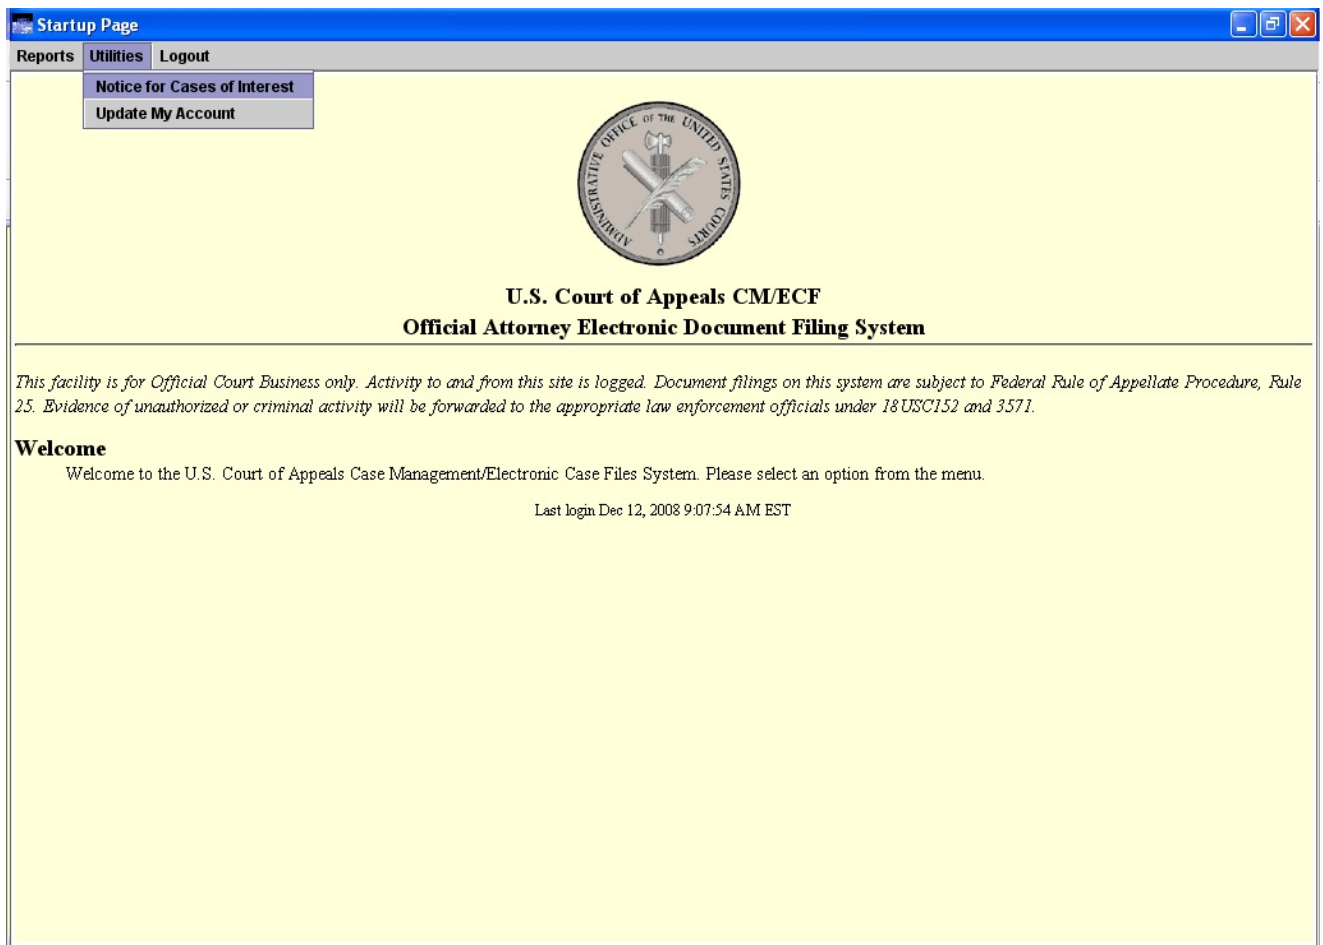 Startup Page
Reports Utilities Logout
Notice for Cases of Interest
Update My Account
ADMINISTRATIVE OFFICE OF THE UNITED STATES COURTS
U.S. Court of Appeals CM/ECF
Official Attorney Electronic Document Filing System
This facility is for Official Court Business only. Activity to and from this site is logged. Document filings on this system are subject to Federal Rule of Appellate Procedure, Rule
25. Evidence of unauthorized or criminal activity will be forwarded to the appropriate law enforcement officials under 18 USC152 and 3571.
Welcome
Welcome to the U.S. Court of Appeals Case Management/Electronic Case Files System. Please select an option from the menu.
Last login Dec 12, 2008 9:07:54 AM EST